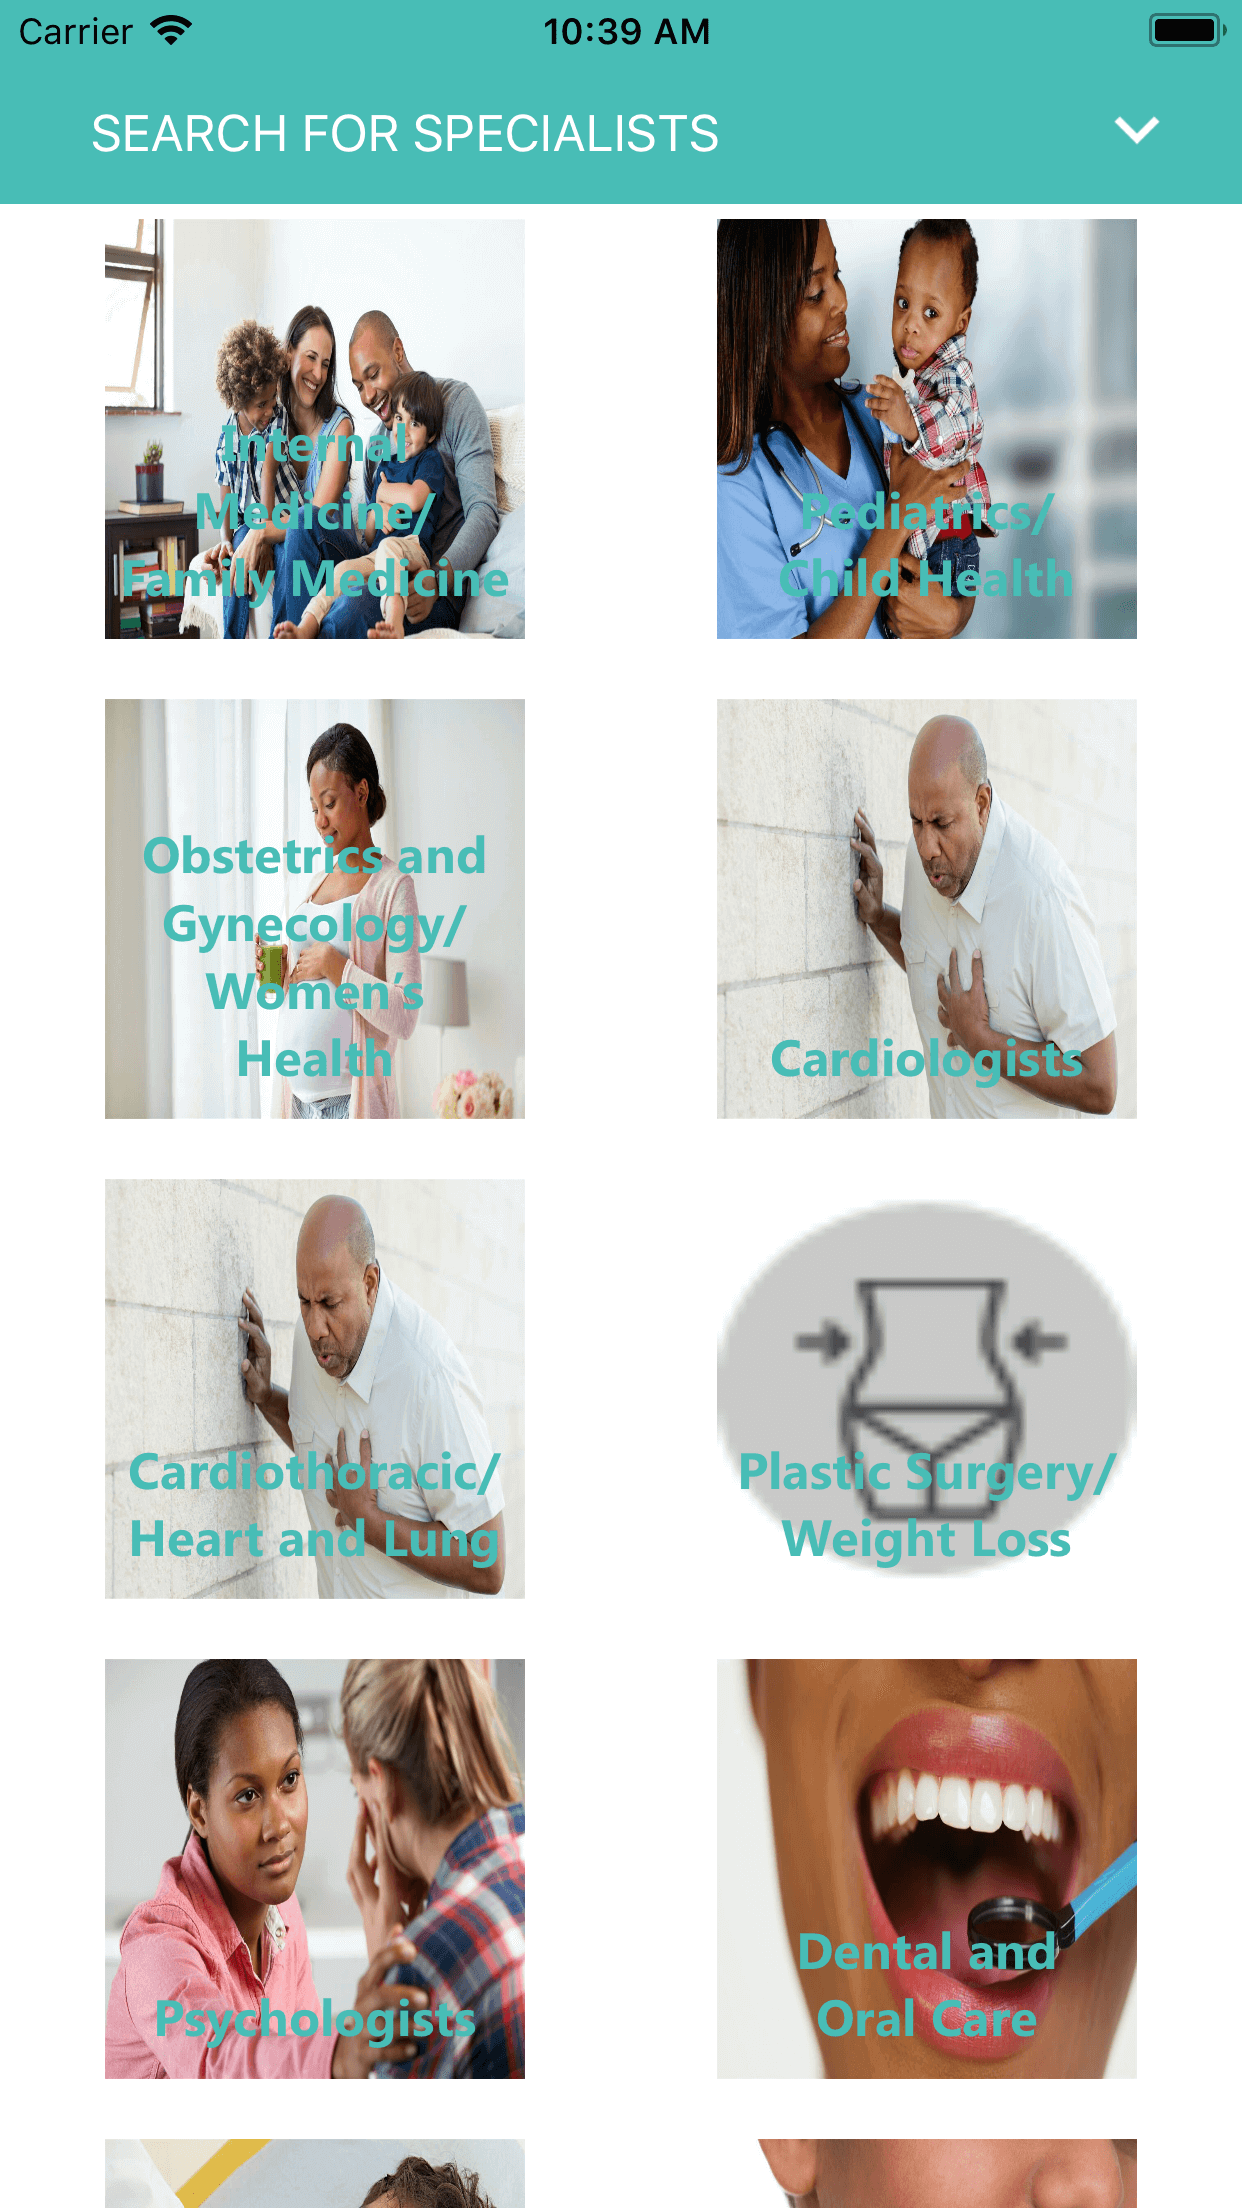 Carrier 10:39 AM
SEARCH FOR SPECIALISTS
Internal
Medicine/
Family Medicine
Pediatrics/
Child Health
Obstetrics and
Gynecology/
Women's
Health
Cardiologists
Cardiothoracic/
Heart and Lung
Plastic Surgery/
Weight Loss
Psychologists
Dental and
Oral Care